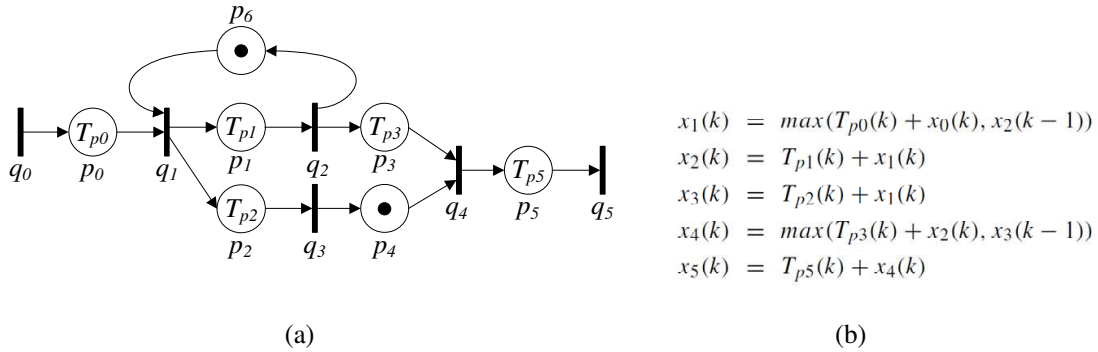 p6
Tp0 Tp1 Tp3
q0 p0 q1 p1 q2 p3
Tp2 Tp5
p2 q3 p4 q4 p5 q5
x1(k) = max(Tp0(k) + x0(k), x2(k − 1))
x2(k) = Tp1(k) + x1(k)
x3(k) = Tp2(k) + x1(k)
x4(k) = max(Tp3(k) + x2(k), x3(k − 1))
x5(k) = Tp5(k) + x4(k)
(a) (b)